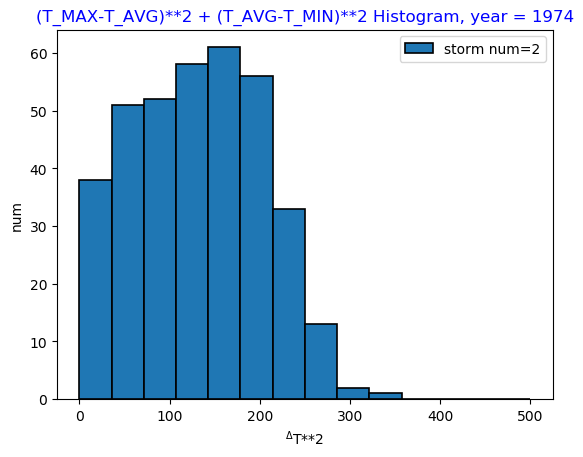 (T_MAX-T_AVG)**2 + (T_AVG-T_MIN)**2 Histogram, year = 1974
storm num=2
60
50
40
30
20
10
0
num
0 100 200 300 400 500
ΔT**2